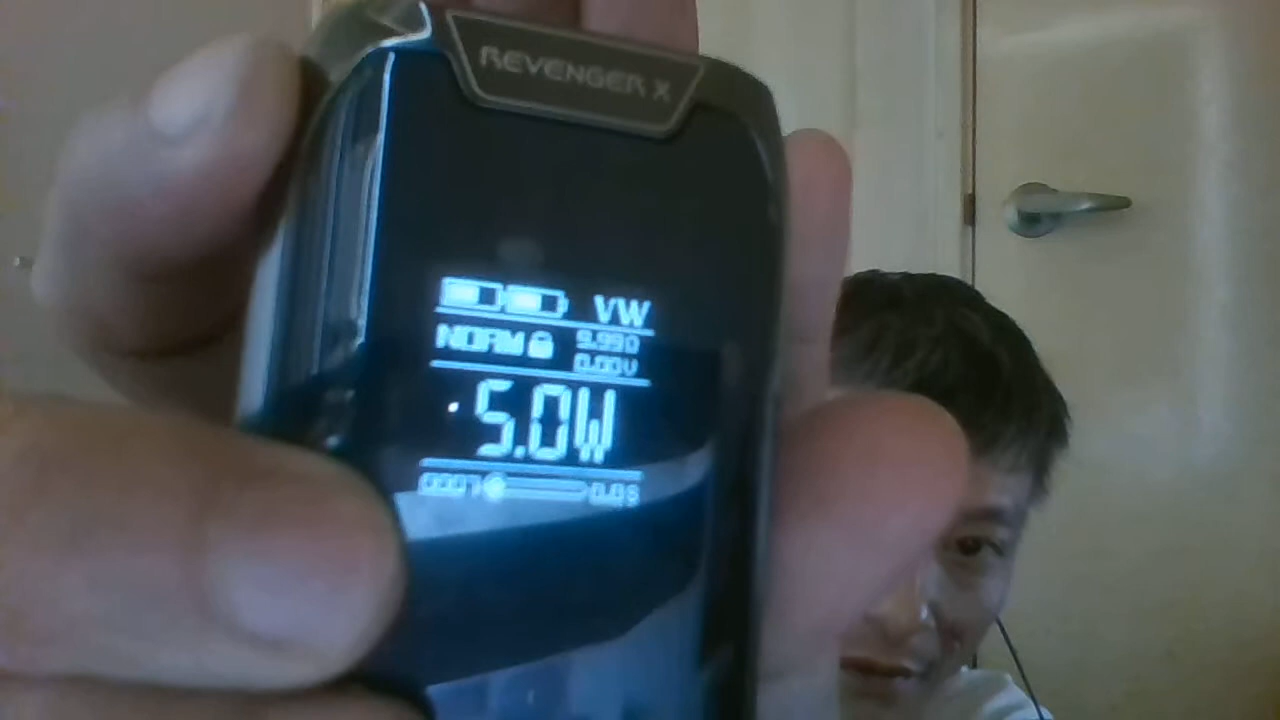 REVENGER X
VW
NORM
9.99Ω
0.00V
5.0W
0.0S